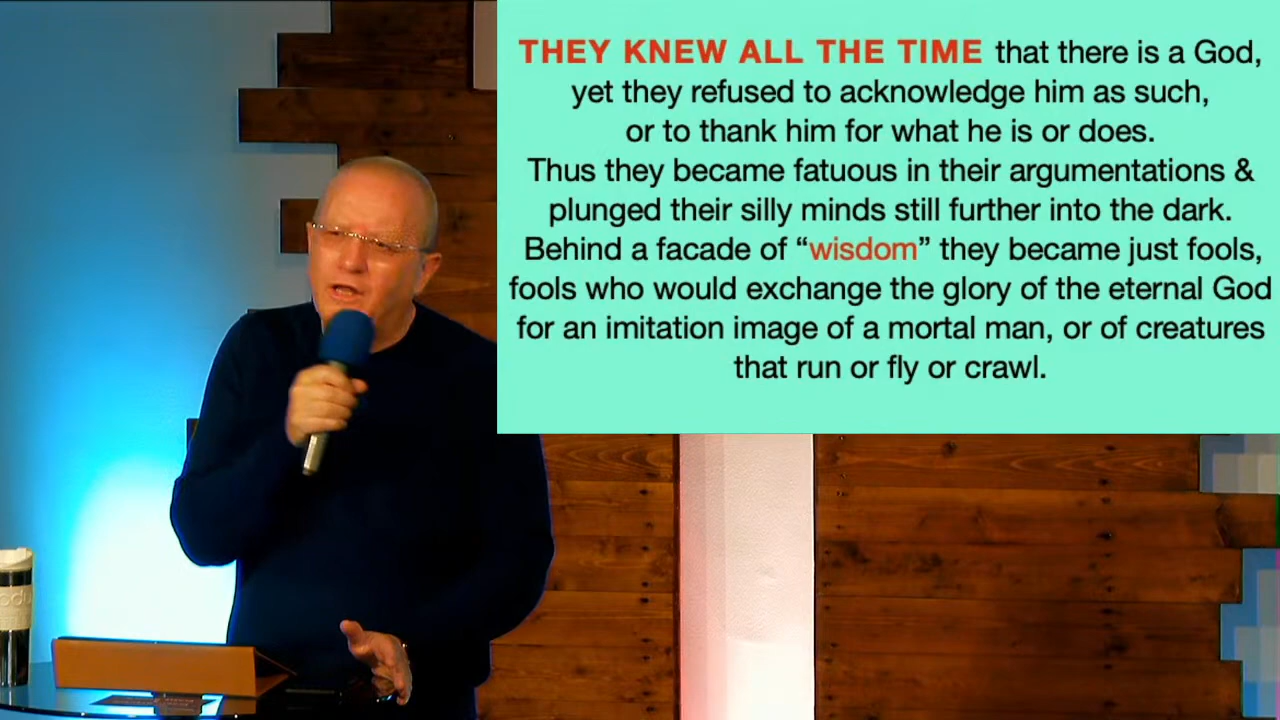 THEY KNEW ALL THE TIME that there is a God,
yet they refused to acknowledge him as such,
or to thank him for what he is or does.
Thus they became fatuous in their argumentations &
plunged their silly minds still further into the dark.
Behind a facade of “wisdom” they became just fools,
fools who would exchange the glory of the eternal God
for an imitation image of a mortal man, or of creatures
that run or fly or crawl.